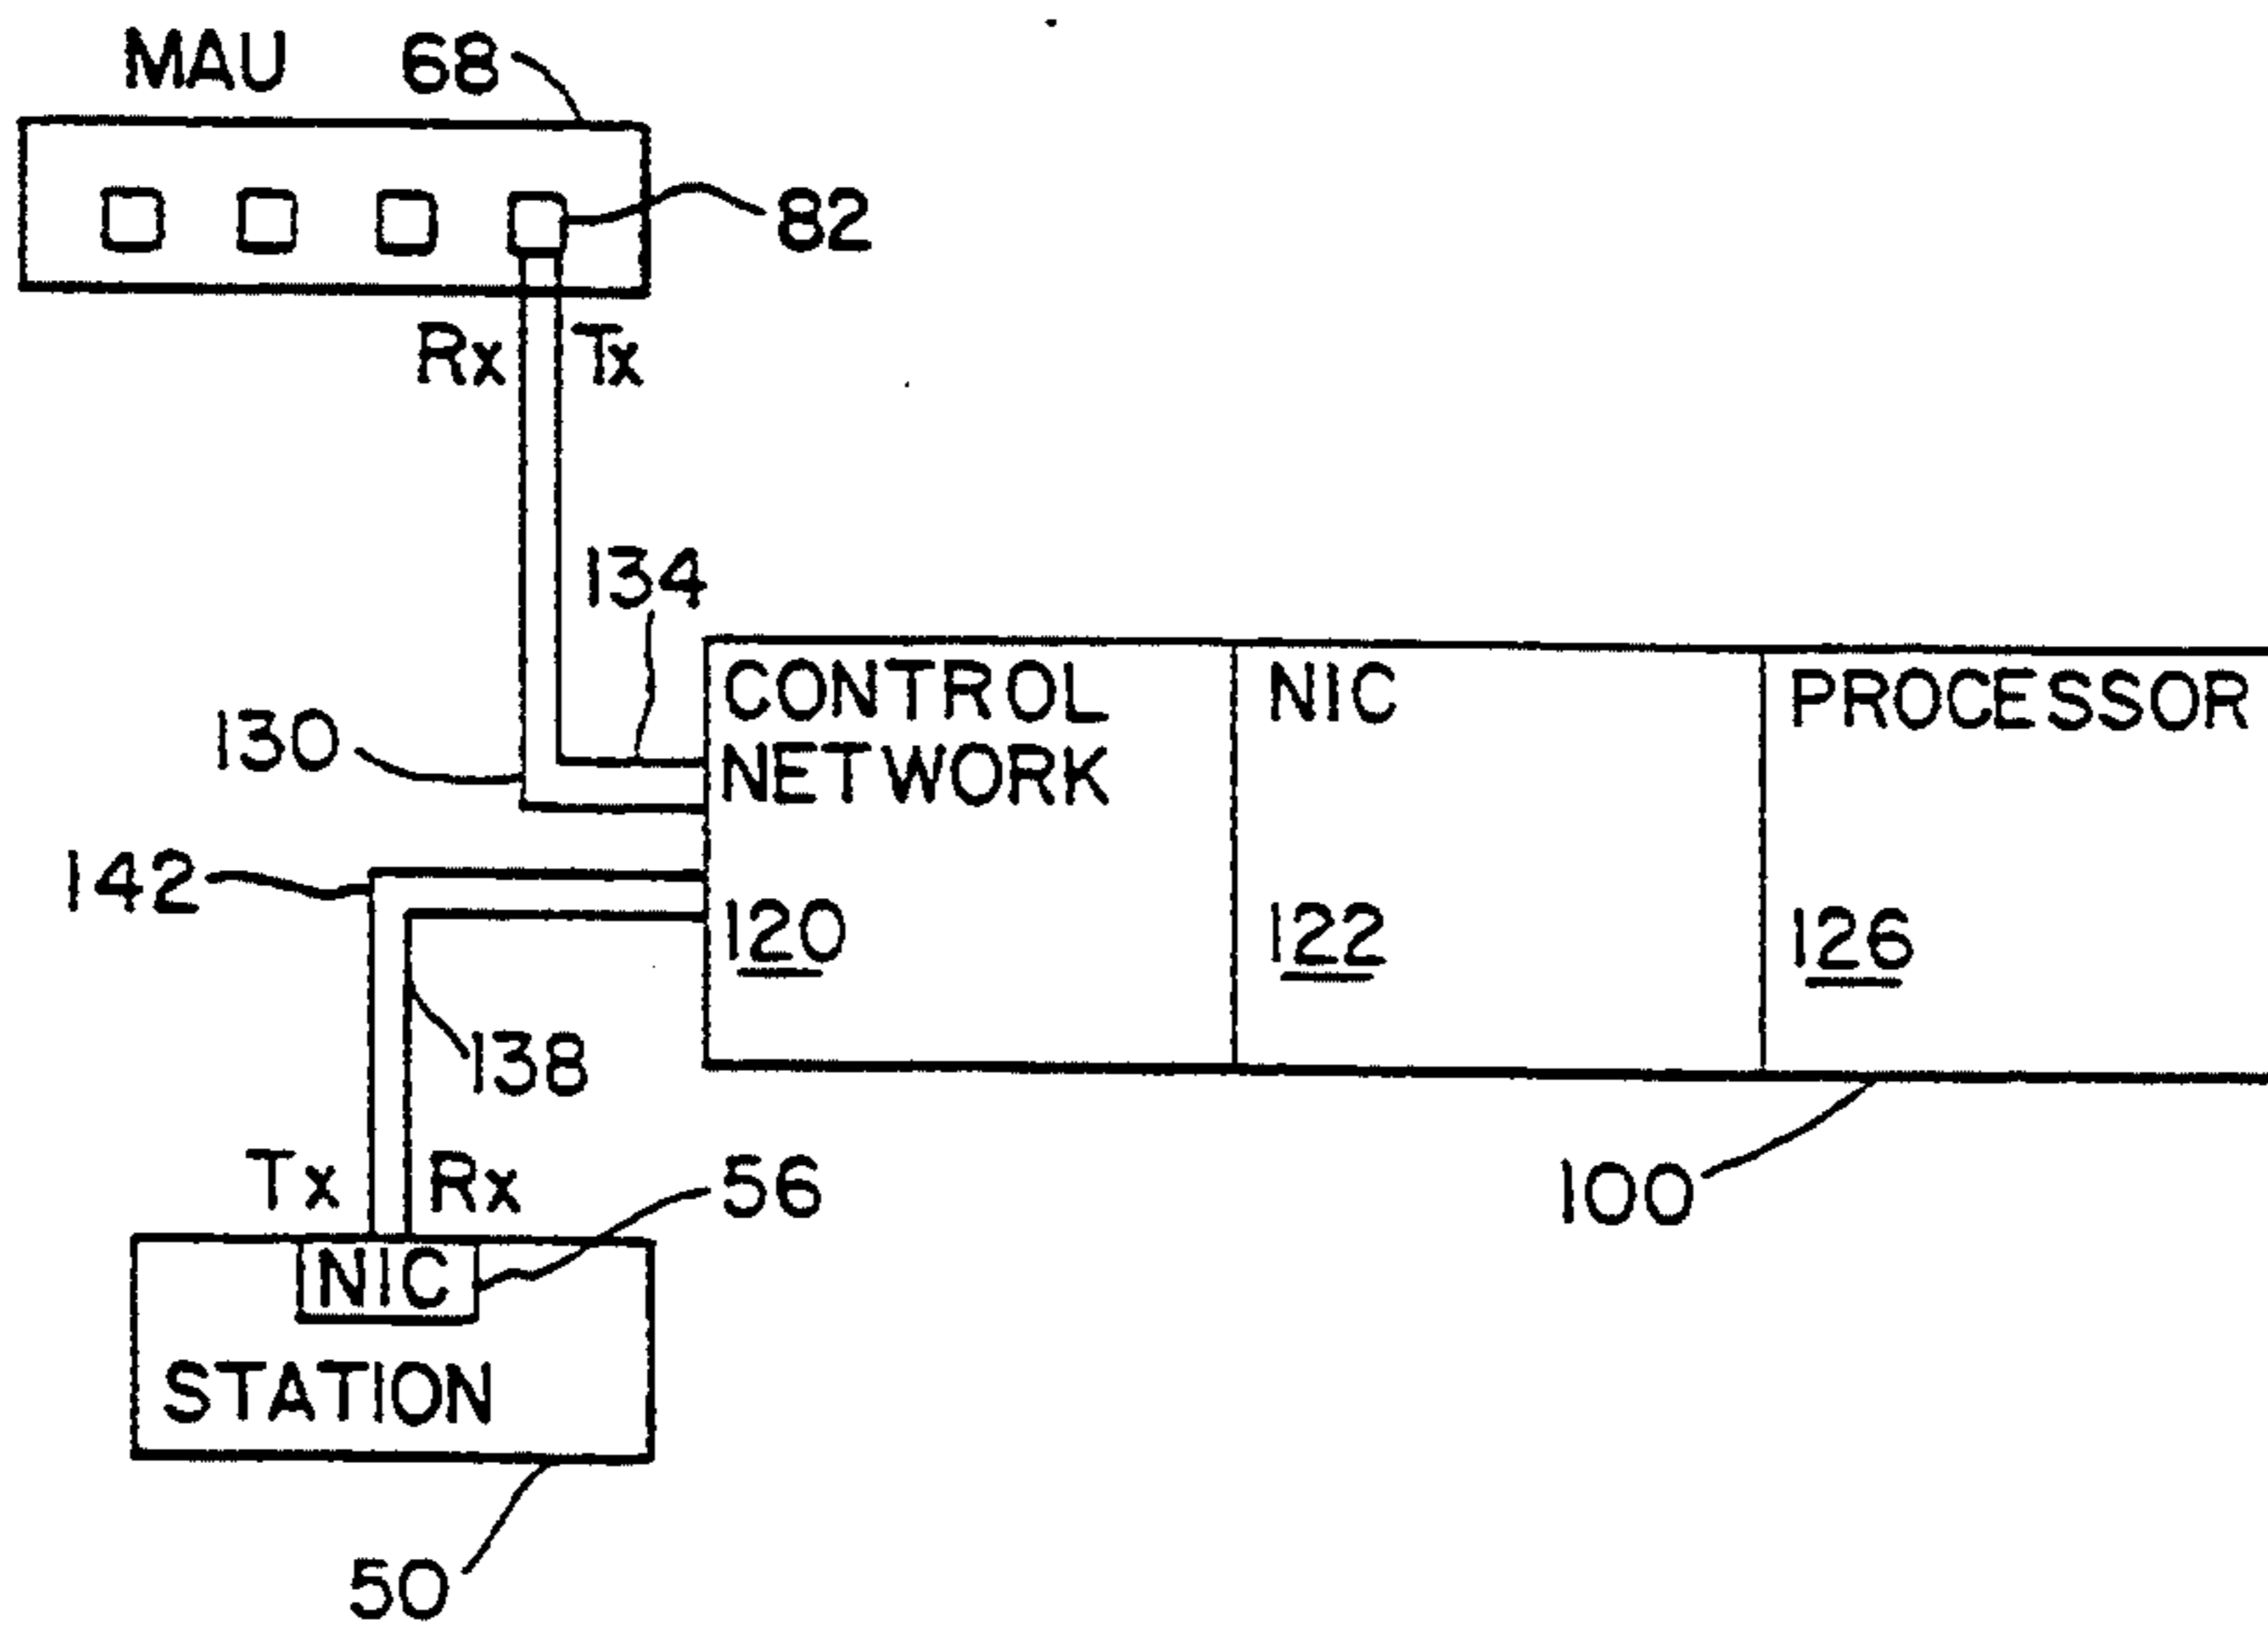 MAU 68
82
Rx Tx
134
CONTROL NETWORK
NIC
PROCESSOR
130
142
120
122
126
138
Tx Rx
56
100
NIC
STATION
50